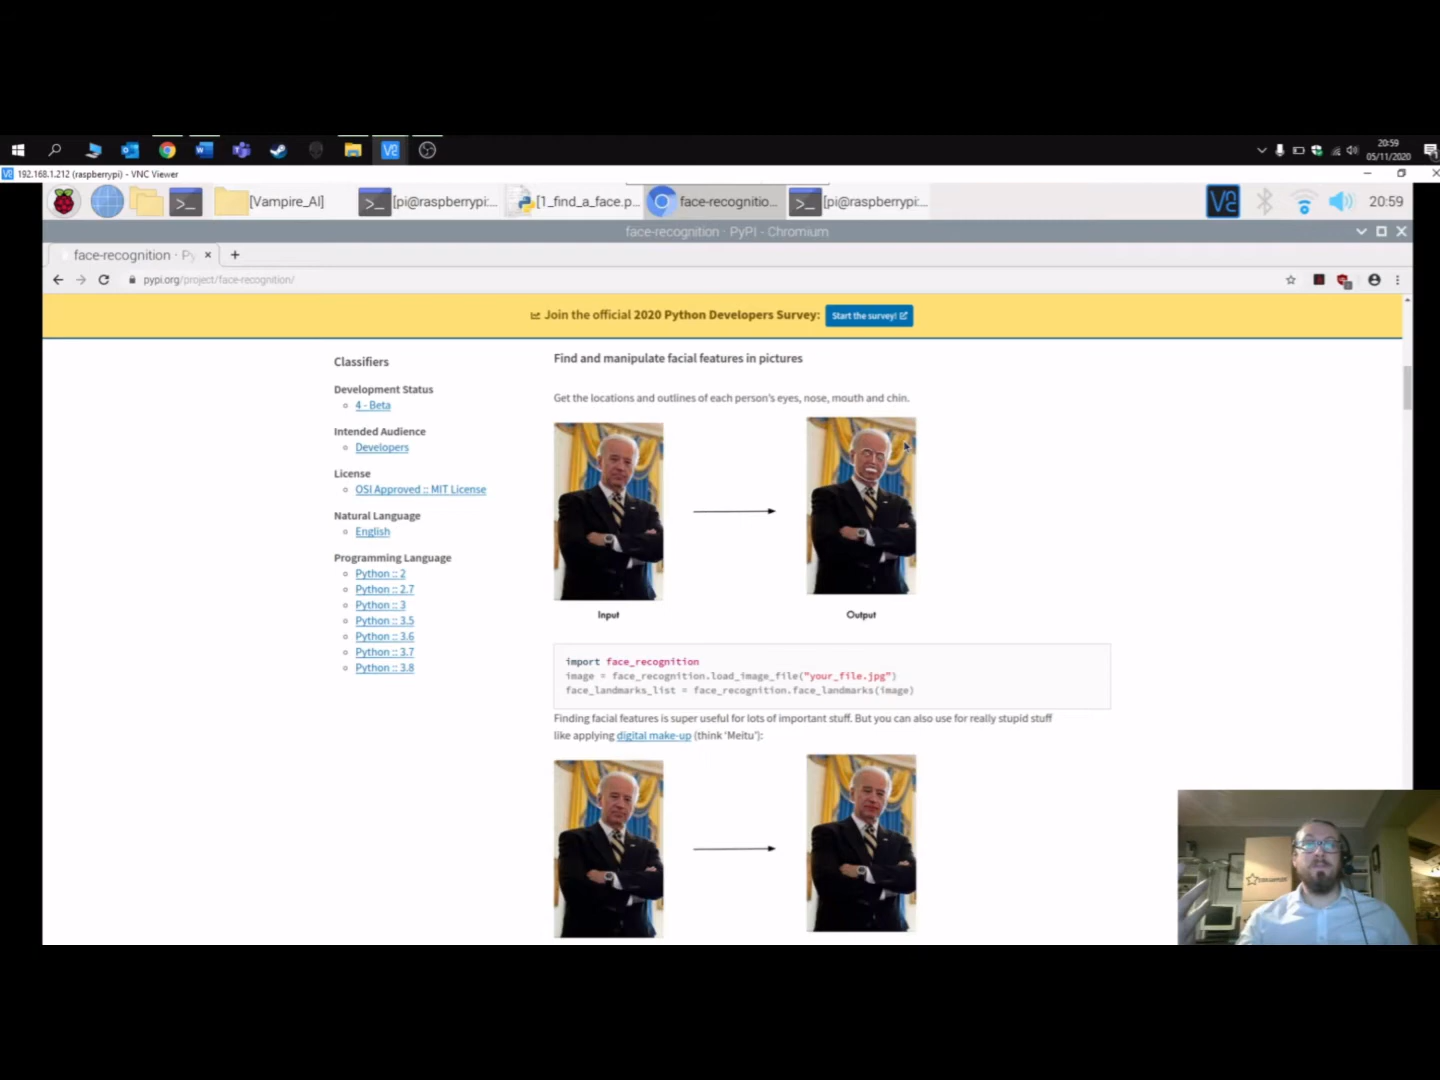 20:59
05/11/2020
192.168.1.212 (raspberrypi) - VNC Viewer
[Vampire_AI]
[pi@raspberrypi:...
[1_find_a_face.p...
face-recognitio...
[pi@raspberrypi:...
20:59
face-recognition · PyPI - Chromium
face-recognition · Py
pypi.org/project/face-recognition/
Join the official 2020 Python Developers Survey: Start the survey!
Classifiers
Development Status
4 - Beta
Intended Audience
Developers
License
OSI Approved :: MIT License
Natural Language
English
Programming Language
Python :: 2
Python :: 2.7
Python :: 3
Python :: 3.5
Python :: 3.6
Python :: 3.7
Python :: 3.8
Find and manipulate facial features in pictures
Get the locations and outlines of each person's eyes, nose, mouth and chin.
Input
Output
import face_recognition
image = face_recognition.load_image_file("your_file.jpg")
face_landmarks_list = face_recognition.face_landmarks(image)
Finding facial features is super useful for lots of important stuff. But you can also use for really stupid stuff
like applying digital make-up (think 'Meitu'):